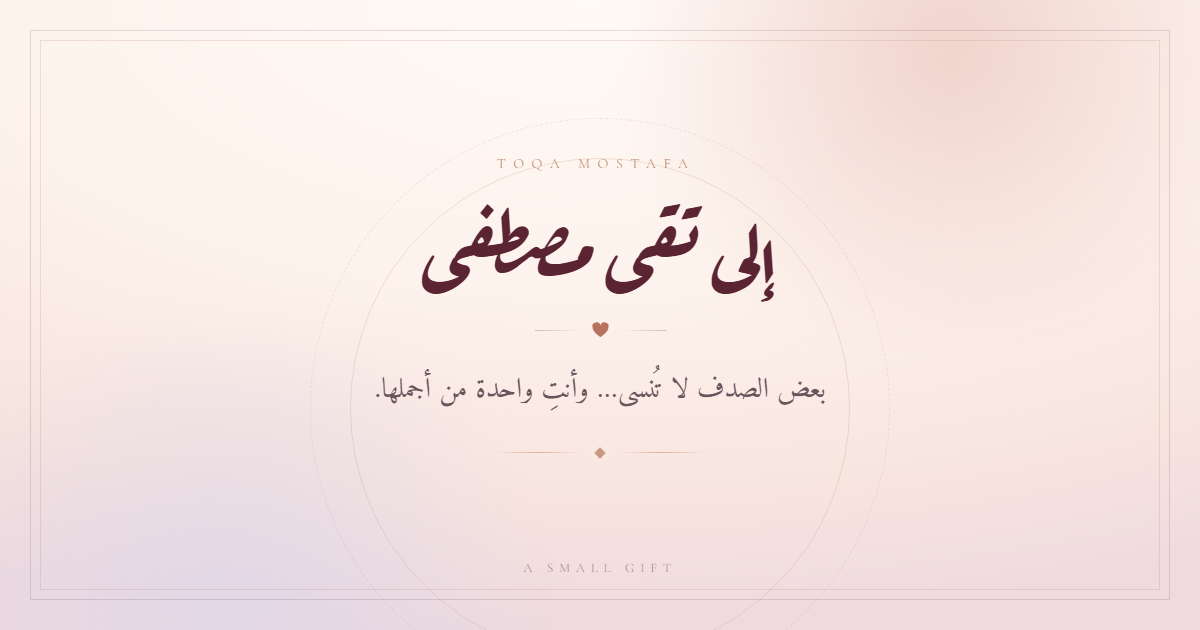 TOQA MOSTAFA
إلى تقى مصطفى
بعض الصدف لا تُنسى... وأنتِ واحدة من أجملها.
A SMALL GIFT